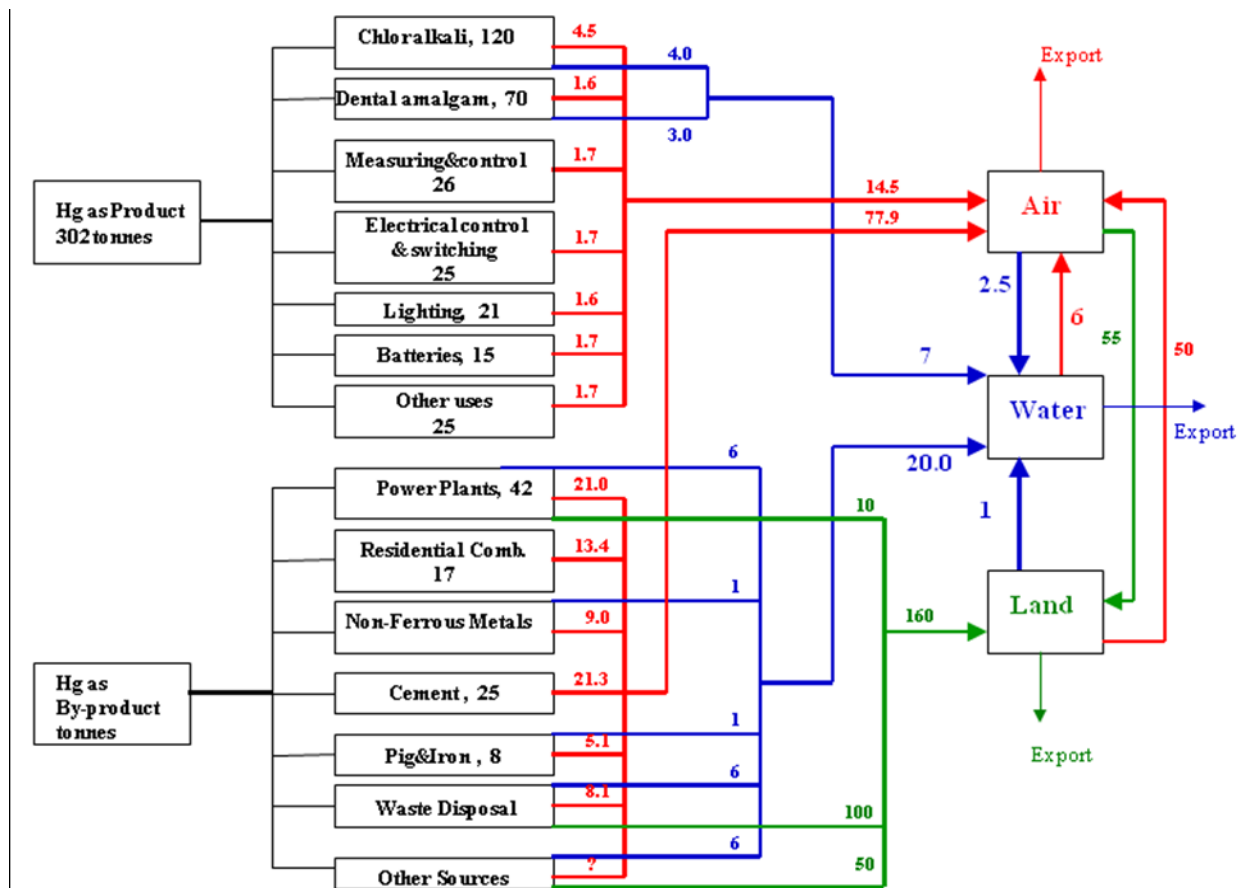 Chloralkali, 120
4.5
4.0
Export
Dental amalgam, 70
1.6
3.0
Measuring&control
26
1.7
14.5
Air
Hg as Product
302 tonnes
Electrical control
& switching
25
1.7
77.9
2.5
6
55
50
Lighting, 21
1.6
Batteries, 15
1.7
7
Other uses
25
1.7
Water
Export
6
20.0
Power Plants, 42
21.0
10
1
Residential Comb.
17
13.4
1
Non-Ferrous Metals
9.0
160
Land
Hg as
By-product
tonnes
Cement , 25
21.3
Pig&Iron , 8
5.1
1
Export
6
Waste Disposal
8.1
100
6
Other Sources
?
50